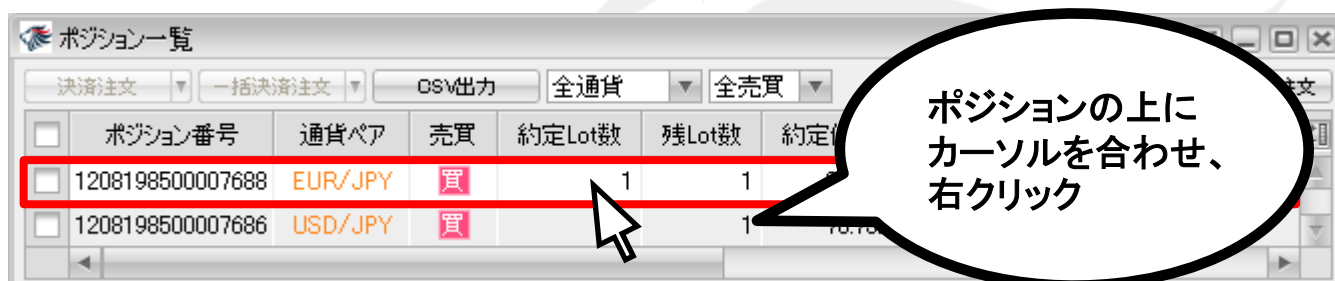 ポジション一覧
決済注文 一括決済注文 CSV出力 全通貨 全売買
ポジション番号 通貨ペア 売買 約定Lot数 残Lot数
1208198500007688 EUR/JPY 買 1 1
1208198500007686 USD/JPY 買 1
ポジションの上に
カーソルを合わせ、
右クリック